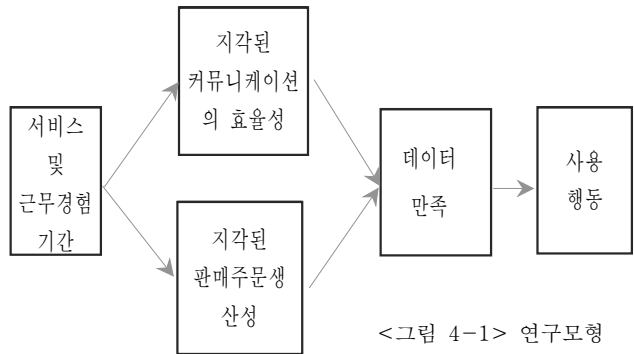 서비스
및
근무경험
기간
지각된
커뮤니케이션
의 효율성
지각된
판매주문생
산성
데이터
만족
사용
행동
<그림 4-1> 연구모형